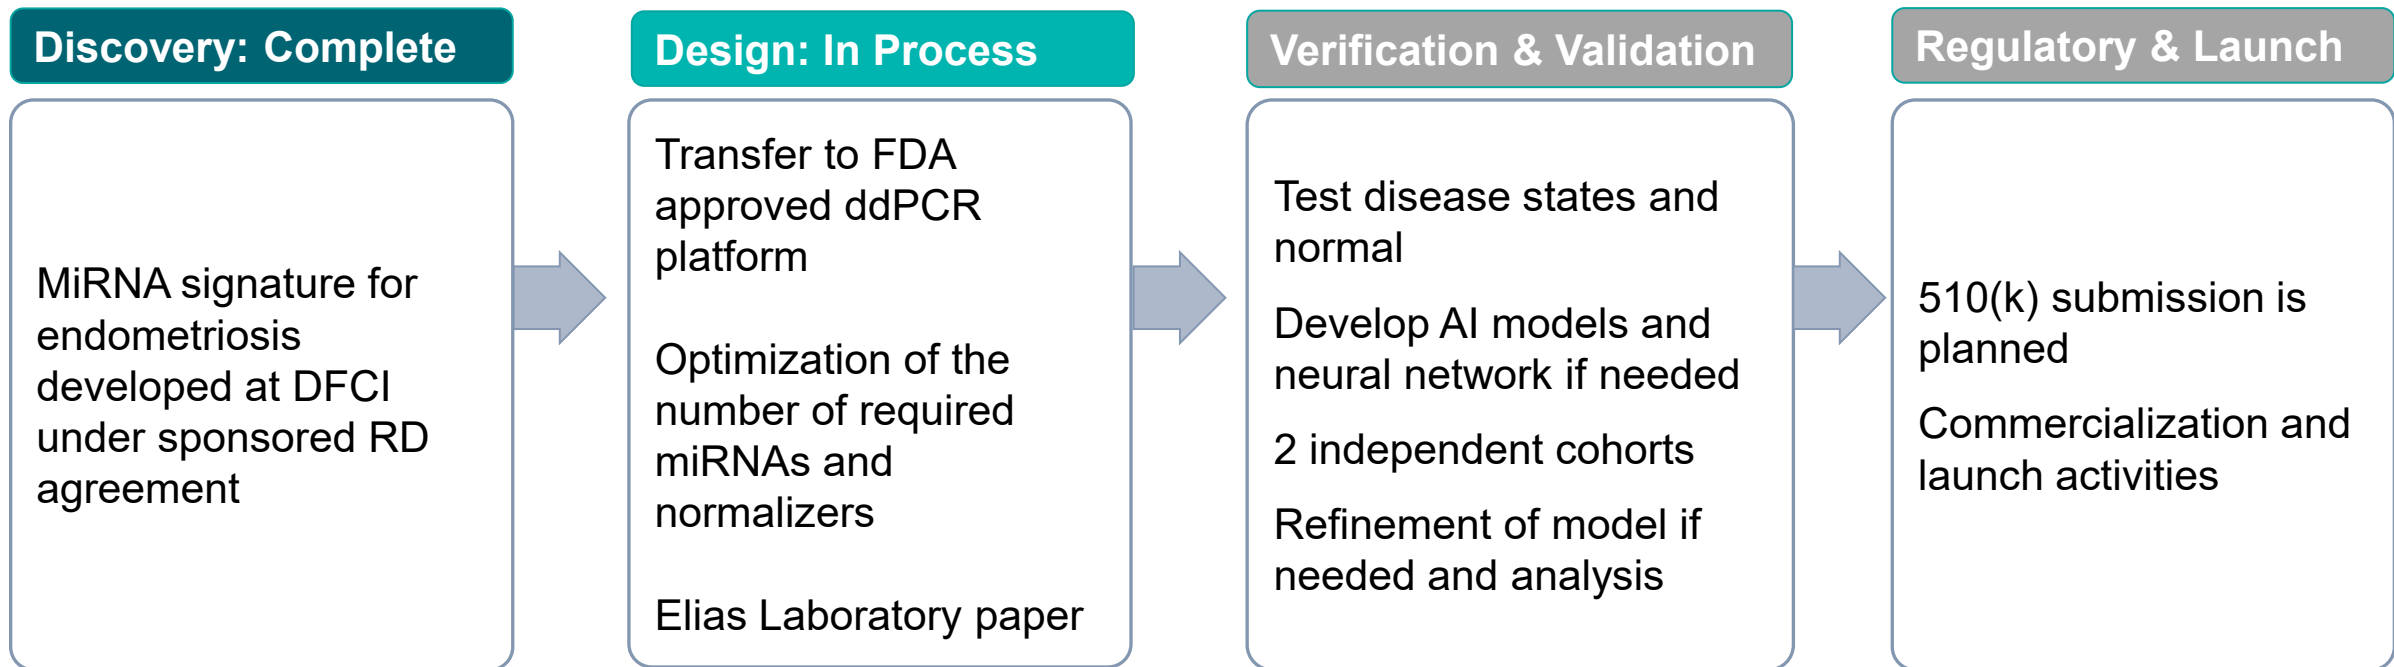 Discovery: Complete
MiRNA signature for
endometriosis
developed at DFCI
under sponsored RD
agreement
Design: In Process
Transfer to FDA
approved ddPCR
platform
Optimization of the
number of required
miRNAs and
normalizers
Elias Laboratory paper
Verification & Validation
Test disease states and
normal
Develop AI models and
neural network if needed
2 independent cohorts
Refinement of model if
needed and analysis
Regulatory & Launch
510(k) submission is
planned
Commercialization and
launch activities